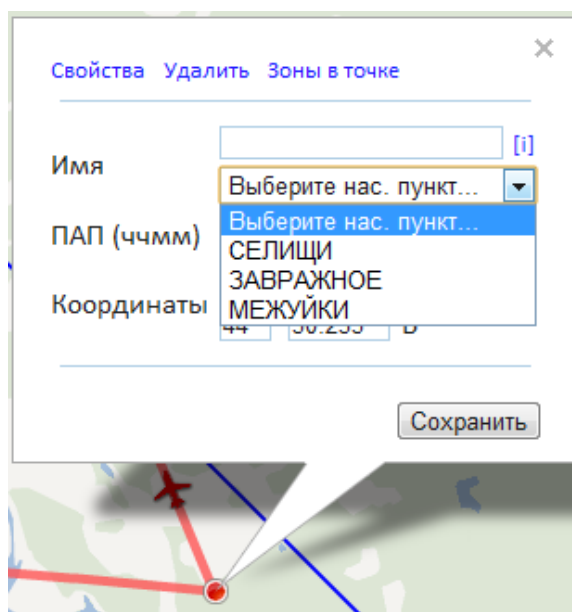 ×
Свойства Удалить Зоны в точке
[i]
Имя
Выберите нас. пункт...
Выберите нас. пункт...
ПАП (ччмм)
СЕЛИЩИ
ЗАВРАЖНОЕ
Координаты
МЕЖУЙКИ
Сохранить